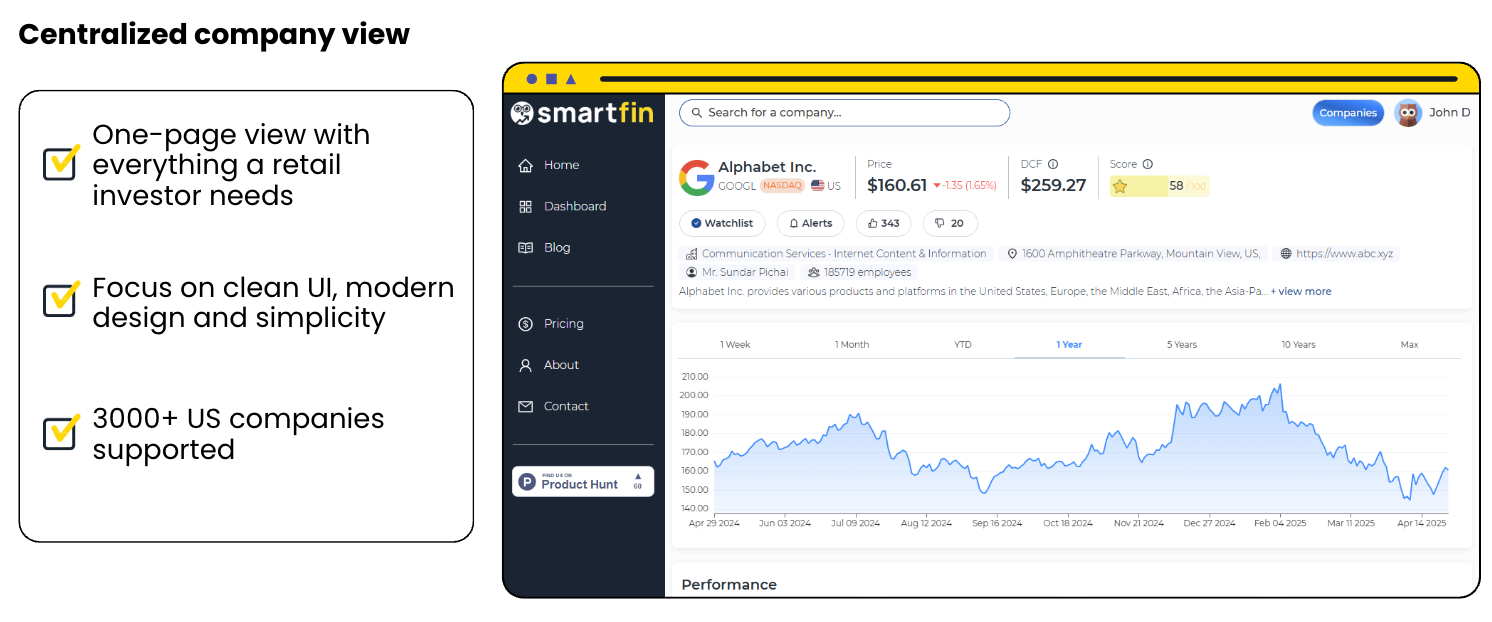 Centralized company view
One-page view with
everything a retail
investor needs
Focus on clean UI, modern
design and simplicity
3000+ US companies
supported
smartfin
Search for a company...
Companies
John D
Home
Dashboard
Blog
Pricing
About
Contact
FIND US ON
Product Hunt
60
Alphabet Inc.
GOOGL NASDAQ US
Price
$160.61 -1.35 (1.65%)
DCF
$259.27
Score
58 /100
Watchlist
Alerts
343
20
Communication Services - Internet Content & Information
1600 Amphitheatre Parkway, Mountain View, US,
https://www.abc.xyz
Mr. Sundar Pichai
185719 employees
Alphabet Inc. provides various products and platforms in the United States, Europe, the Middle East, Africa, the Asia-Pa... + view more
1 Week 1 Month YTD 1 Year 5 Years 10 Years Max
210.00
200.00
190.00
180.00
170.00
160.00
150.00
140.00
Apr 29 2024 Jun 03 2024 Jul 09 2024 Aug 12 2024 Sep 16 2024 Oct 18 2024 Nov 21 2024 Dec 27 2024 Feb 04 2025 Mar 11 2025 Apr 14 2025
Performance